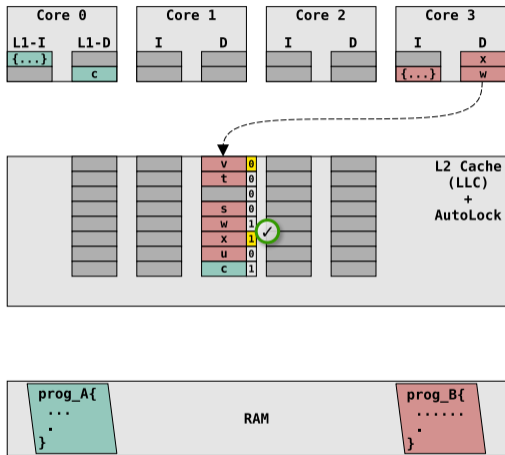 Core 0
Core 1
Core 2
Core 3
L1-I L1-D
I D
I D
I D
{...}
c
x
{...} w
v 0
t 0
0
s 0
w 1
x 1
u 0
c 1
✓
L2 Cache
(LLC)
+
AutoLock
prog_A{
...
.
}
RAM
prog_B{
......
.
}